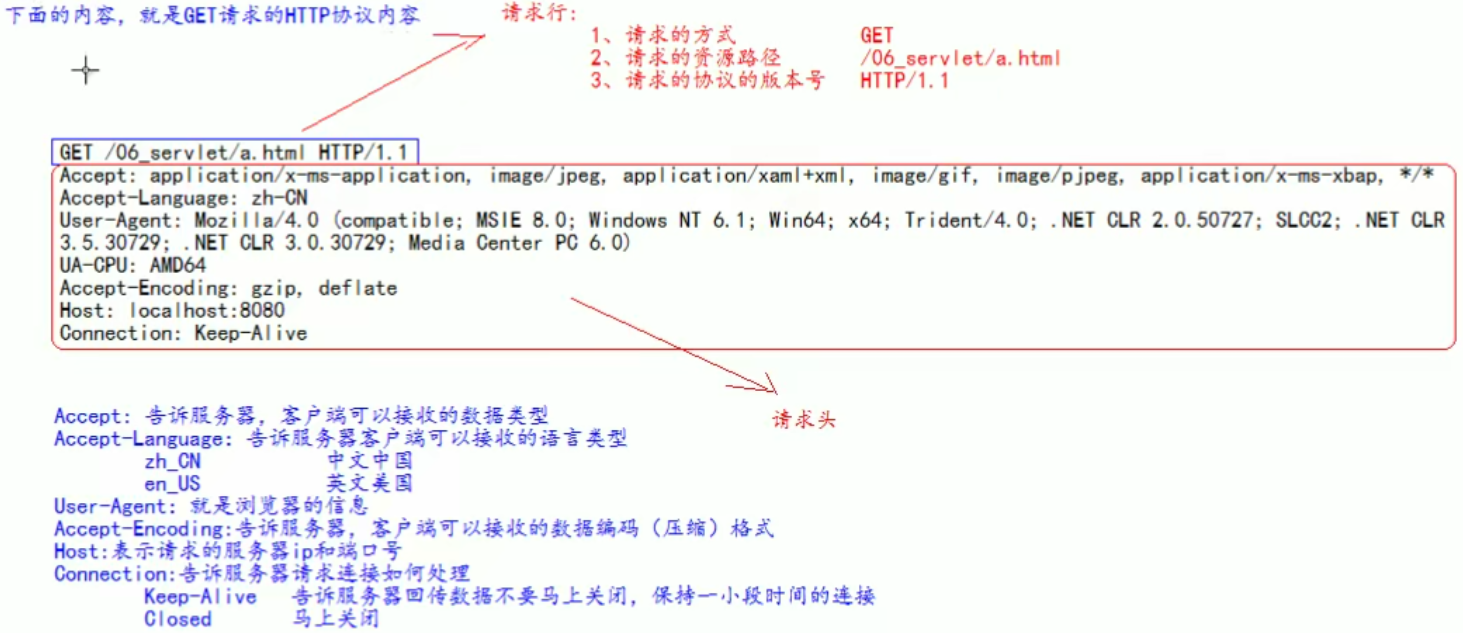 下面的内容，就是GET请求的HTTP协议内容
请求行:
1、请求的方式 GET
2、请求的资源路径 /06_servlet/a.html
3、请求的协议的版本号 HTTP/1.1
GET /06_servlet/a.html HTTP/1.1
Accept: application/x-ms-application, image/jpeg, application/xaml+xml, image/gif, image/pjpeg, application/x-ms-xbap, */*
Accept-Language: zh-CN
User-Agent: Mozilla/4.0 (compatible; MSIE 8.0; Windows NT 6.1; Win64; x64; Trident/4.0; .NET CLR 2.0.50727; SLCC2; .NET CLR
3.5.30729; .NET CLR 3.0.30729; Media Center PC 6.0)
UA-CPU: AMD64
Accept-Encoding: gzip, deflate
Host: localhost:8080
Connection: Keep-Alive
请求头
Accept: 告诉服务器，客户端可以接收的数据类型
Accept-Language: 告诉服务器客户端可以接收的语言类型
zh_CN 中文中国
en_US 英文美国
User-Agent: 就是浏览器的信息
Accept-Encoding:告诉服务器，客户端可以接收的数据编码（压缩）格式
Host:表示请求的服务器ip和端口号
Connection:告诉服务器请求连接如何处理
Keep-Alive 告诉服务器回传数据不要马上关闭，保持一小段时间的连接
Closed 马上关闭